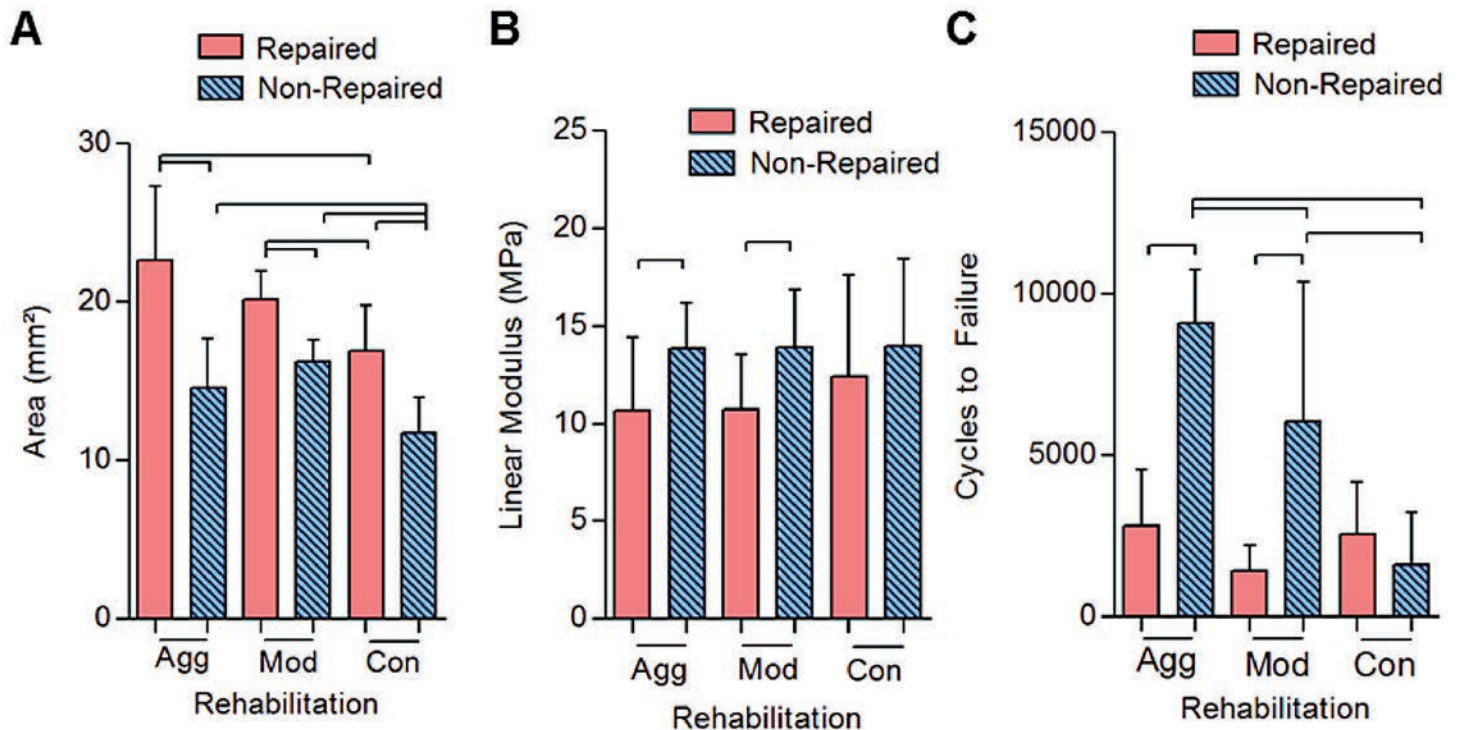 A
Repaired
Non-Repaired
30
20
10
0
Area (mm²)
Agg Mod Con
Rehabilitation
B
Repaired
Non-Repaired
25
20
15
10
5
0
Linear Modulus (MPa)
Agg Mod Con
Rehabilitation
C
Repaired
Non-Repaired
15000
10000
5000
0
Cycles to Failure
Agg Mod Con
Rehabilitation